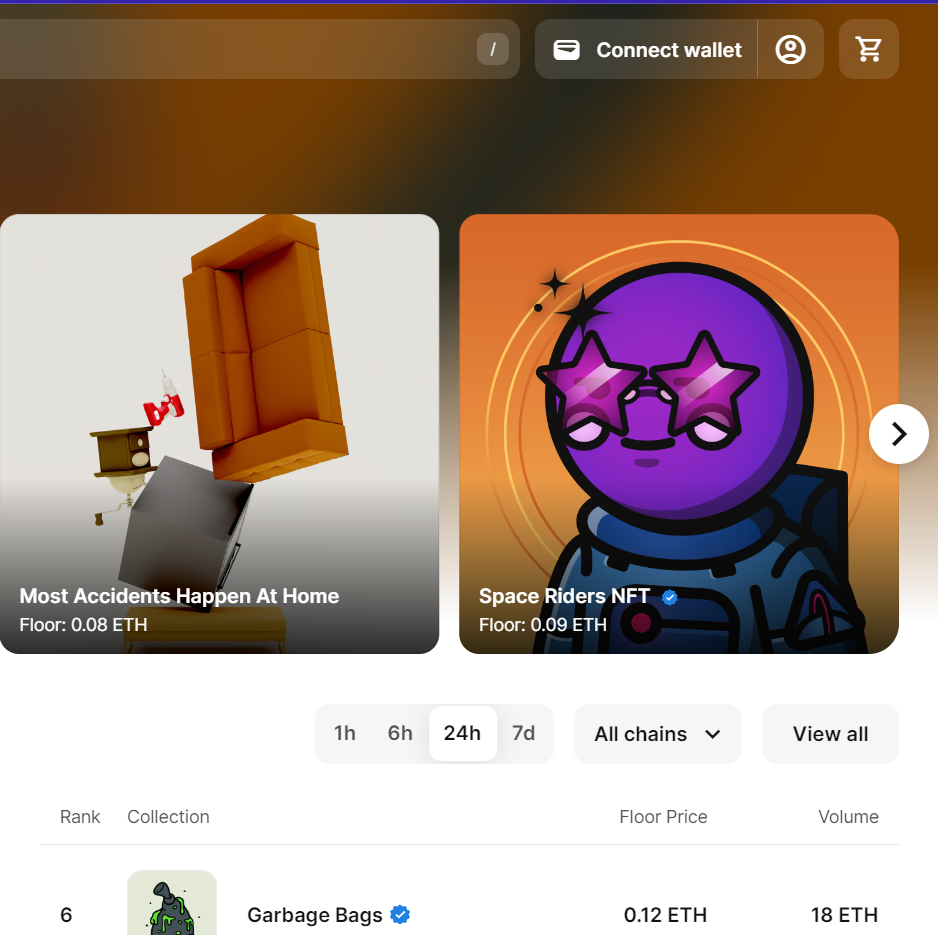 /
Connect wallet
Most Accidents Happen At Home
Floor: 0.08 ETH
Space Riders NFT
Floor: 0.09 ETH
1h 6h 24h 7d All chains View all
Rank Collection Floor Price Volume
6 Garbage Bags 0.12 ETH 18 ETH